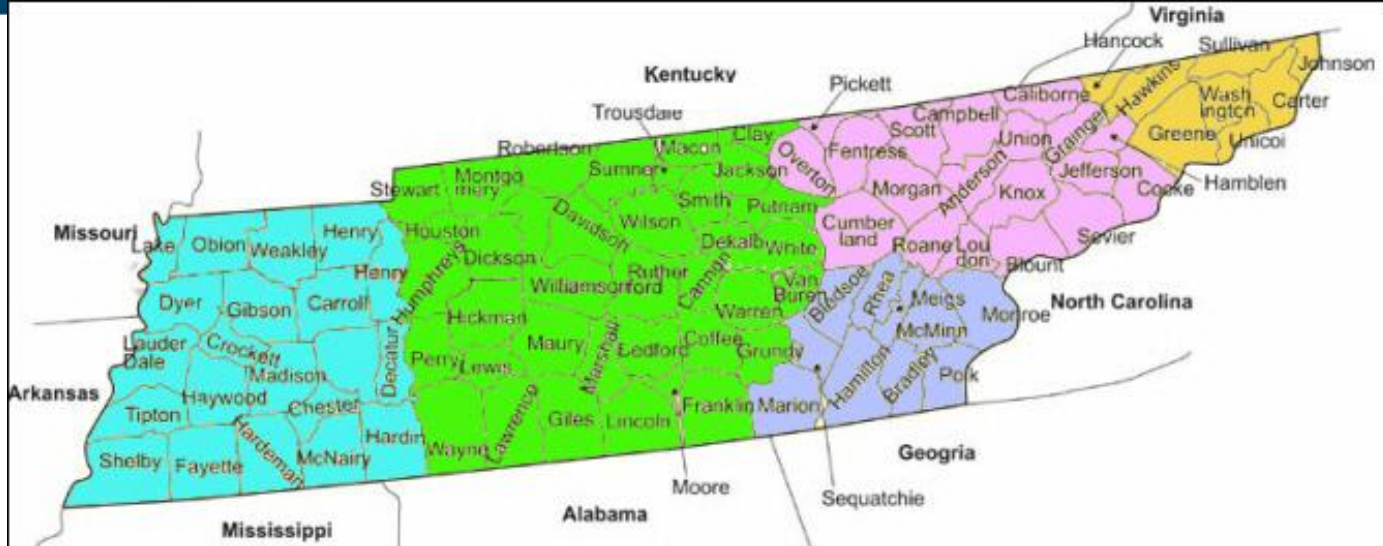 Virginia
Hancock
Sullivan
Johnson
Kentucky
Pickett
Caliborne
Hawkins
Wash
ington
Carter
Trousdale
Campbell
Scott
Union
Grainger
Greene
Unicoi
Robertson
Macon
Clay
Overton
Fentress
Jefferson
Sumner
Jackson
Morgan
Anderson
Knox
Cocke
Hamblen
Stewart
Montgo
mery
Smith
Putnam
Davidson
Wilson
Cumber
land
Sevier
Missouri
Lake
Obion
Weakley
Henry
Houston
Dekalb
White
Roane
Lou
don
Blount
Henry
Humphreys
Dickson
Williamson
Ruther
ford
Cannon
Van
Buren
Bledsoe
Rhea
Meigs
Monroe
North Carolina
Dyer
Gibson
Carroll
Hickman
Warren
McMinn
Lauder
Dale
Crockett
Decatur
Maury
Marshall
Bedford
Coffee
Grundy
Hamilton
Bradley
Polk
Arkansas
Madison
Perry
Lewis
Haywood
Chester
Tipton
Lawrence
Giles
Lincoln
Franklin
Marion
Shelby
Fayette
Hardeman
McNairy
Hardin
Wayne
Geogria
Moore
Sequatchie
Alabama
Mississippi